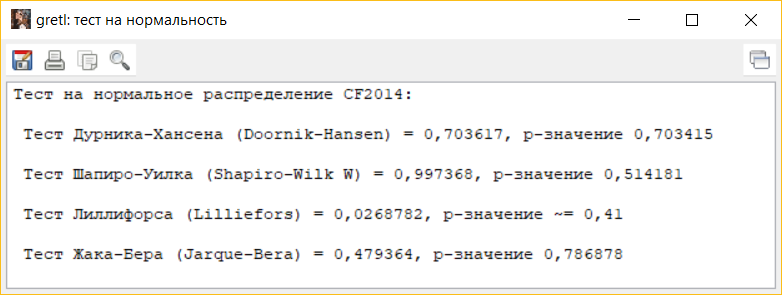 gretl: тест на нормальность
Тест на нормальное распределение CF2014:
Тест Дурника-Хансена (Doornik-Hansen) = 0,703617, p-значение 0,703415
Тест Шапиро-Уилка (Shapiro-Wilk W) = 0,997368, p-значение 0,514181
Тест Лиллифорса (Lilliefors) = 0,0268782, p-значение ~= 0,41
Тест Жака-Бера (Jarque-Bera) = 0,479364, p-значение 0,786878